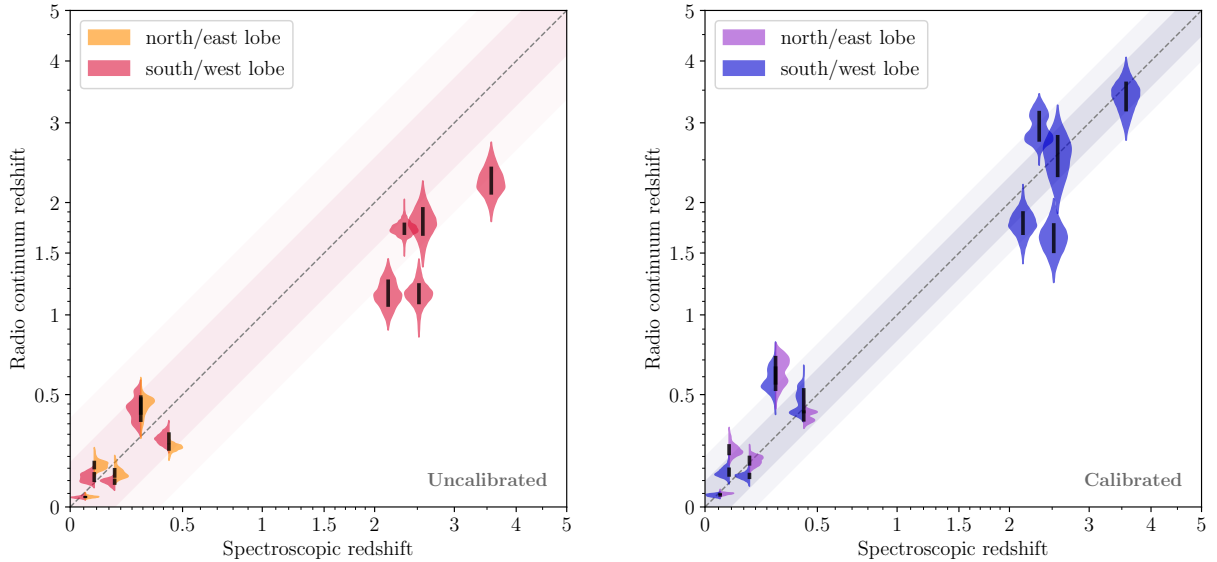 north/east lobe
south/west lobe
5
4
3
2
1.5
1
0.5
0
Radio continuum redshift
Uncalibrated
0 0.5 1 1.5 2 3 4 5
Spectroscopic redshift
north/east lobe
south/west lobe
5
4
3
2
1.5
1
0.5
0
Radio continuum redshift
Calibrated
0 0.5 1 1.5 2 3 4 5
Spectroscopic redshift